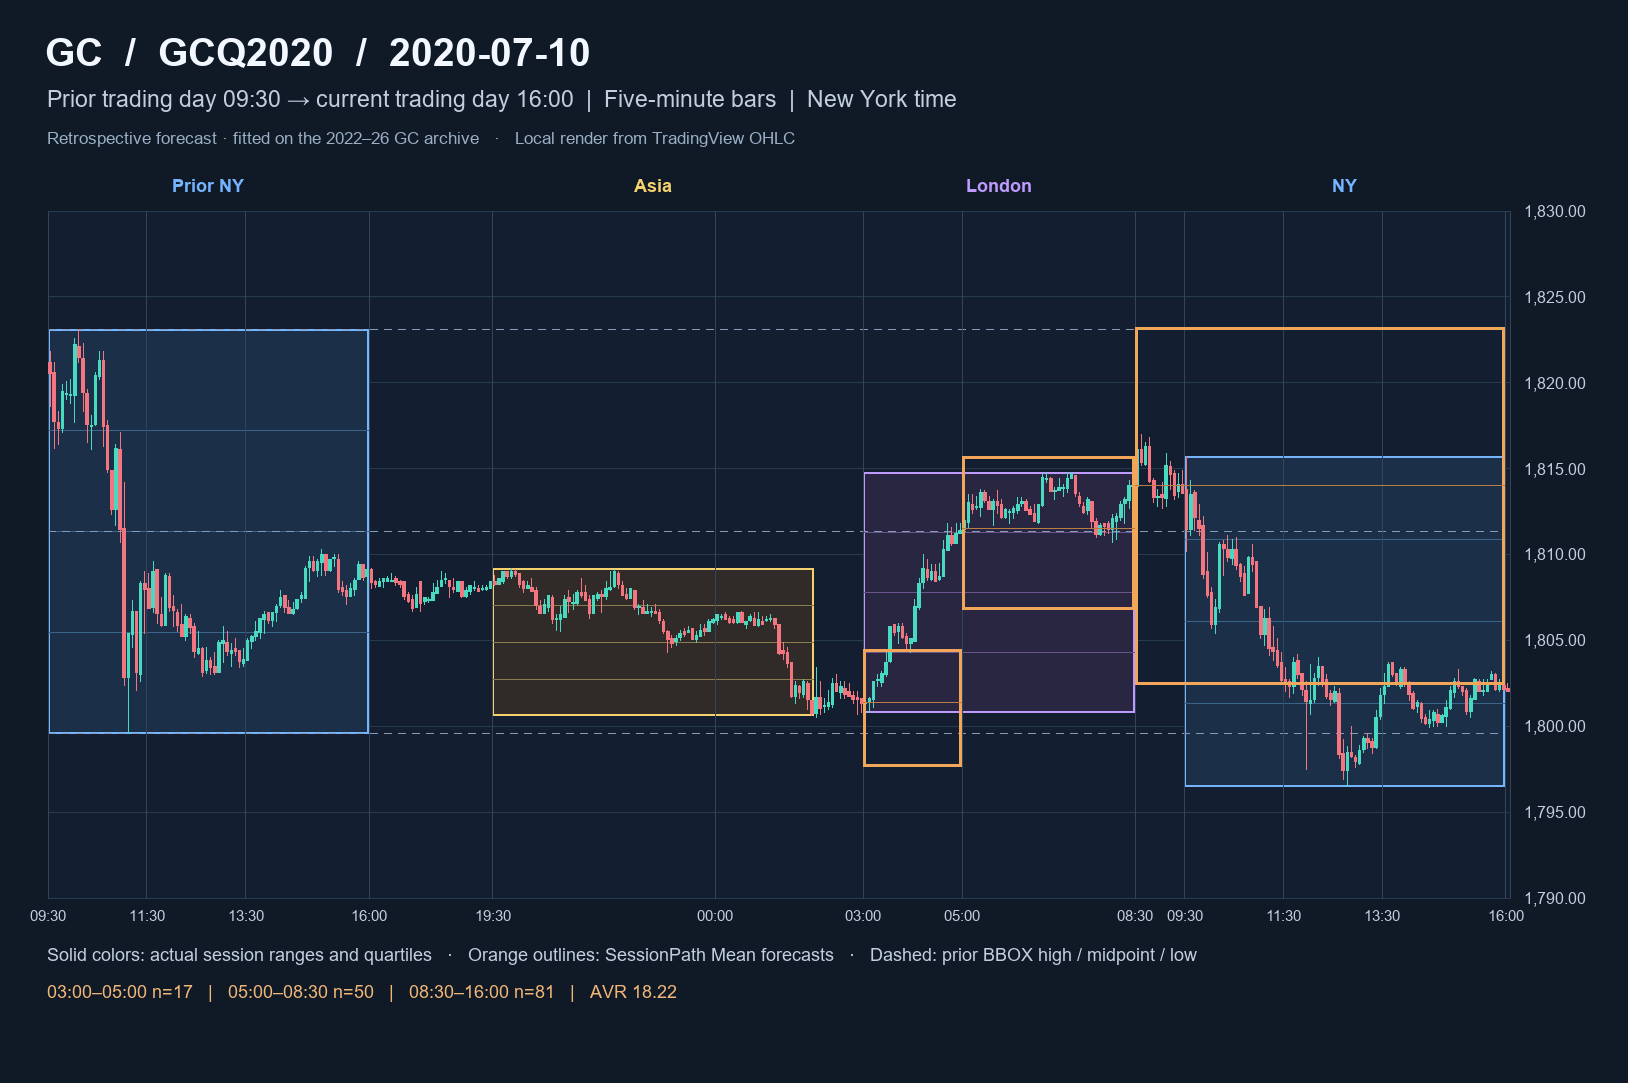 GC / GCQ2020 / 2020-07-10
Prior trading day 09:30 → current trading day 16:00 | Five-minute bars | New York time
Retrospective forecast · fitted on the 2022–26 GC archive · Local render from TradingView OHLC
Prior NY Asia London NY
1,830.00
1,825.00
1,820.00
1,815.00
1,810.00
1,805.00
1,800.00
1,795.00
1,790.00
09:30 11:30 13:30 16:00 19:30 00:00 03:00 05:00 08:30 09:30 11:30 13:30 16:00
Solid colors: actual session ranges and quartiles · Orange outlines: SessionPath Mean forecasts · Dashed: prior BBOX high / midpoint / low
03:00–05:00 n=17 | 05:00–08:30 n=50 | 08:30–16:00 n=81 | AVR 18.22